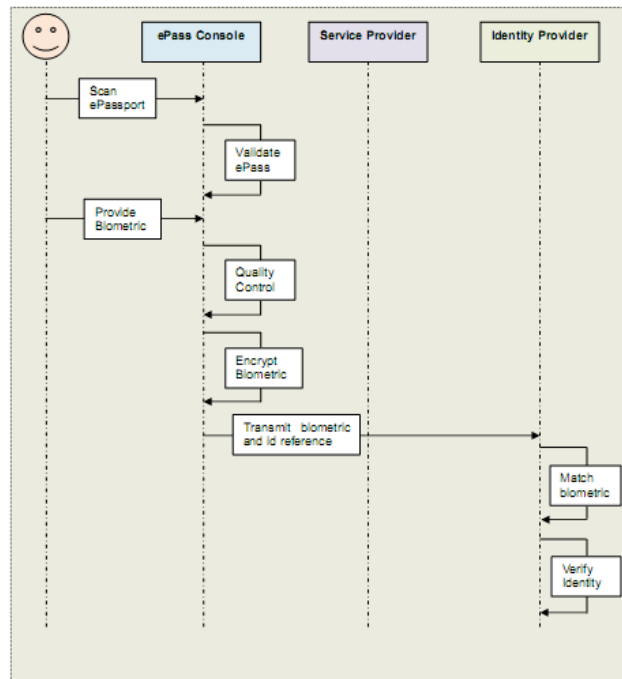 ePass Console
Service Provider
Identity Provider
Scan
ePassport
Validate
ePass
Provide
Biometric
Quality
Control
Encrypt
Biometric
Transmit biometric
and Id reference
Match
biometric
Verify
Identity